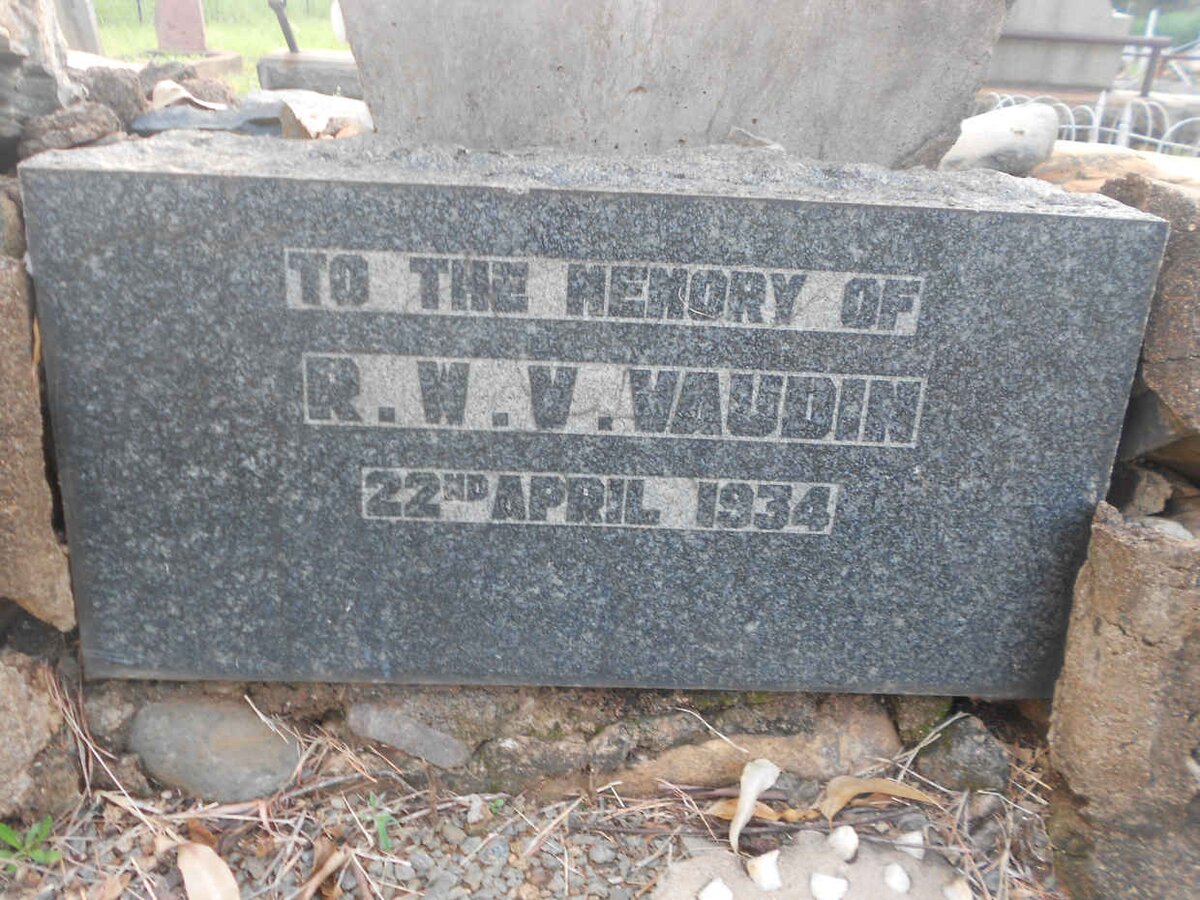 TO THE MEMORY OF
R.W.V.VAUDIN
22ND APRIL 1934